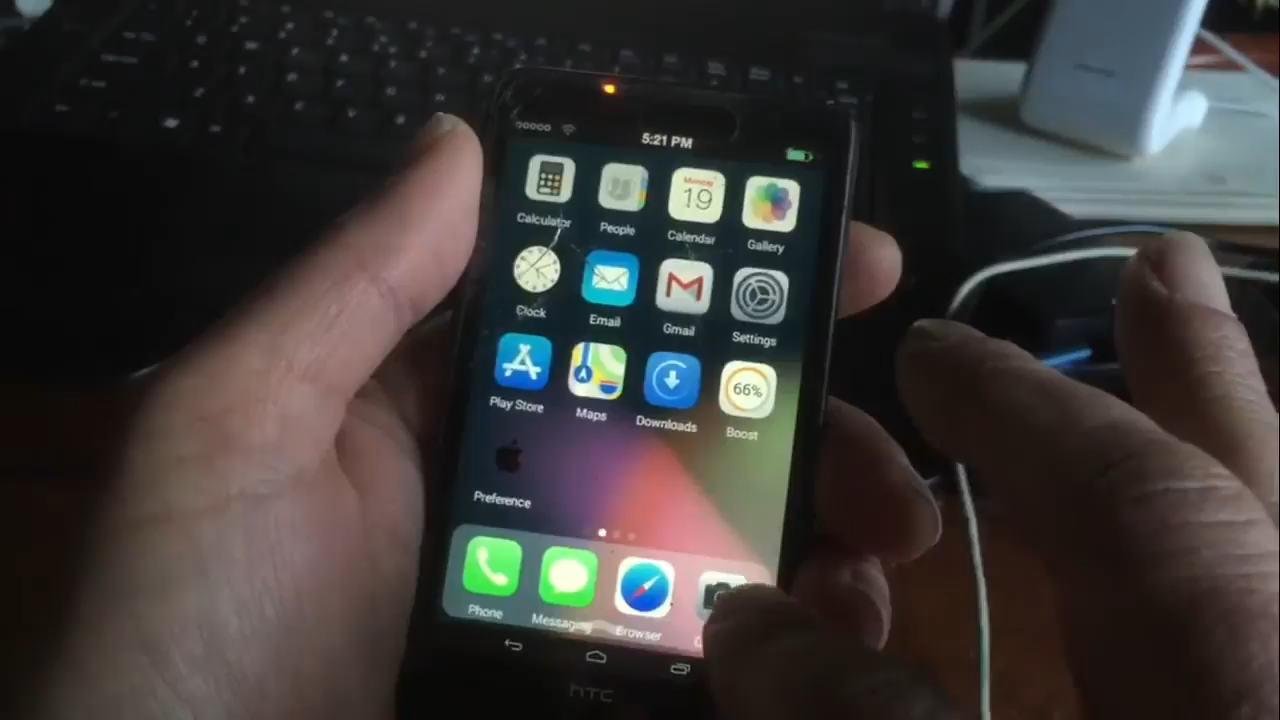 5:21 PM
Calculator
People
Monday
19
Calendar
Gallery
Clock
Email
Gmail
Settings
Play Store
Maps
Downloads
66%
Boost
Preference
Phone
Messaging
Browser
hTC